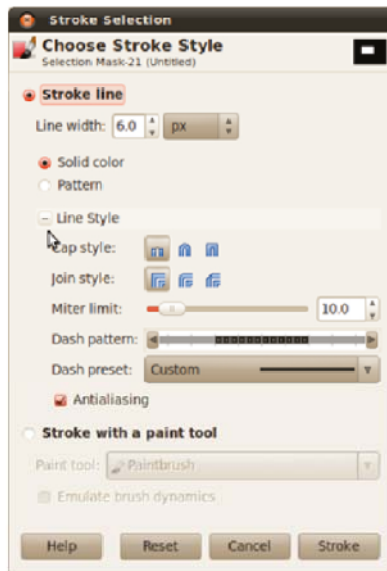 Stroke Selection
Choose Stroke Style
Selection Mask-21 (Untitled)
Stroke line
Line width: 6.0 px
Solid color
Pattern
Line Style
Cap style:
Join style:
Miter limit: 10.0
Dash pattern:
Dash preset: Custom
Antialiasing
Stroke with a paint tool
Paint tool: Paintbrush
Emulate brush dynamics
Help Reset Cancel Stroke